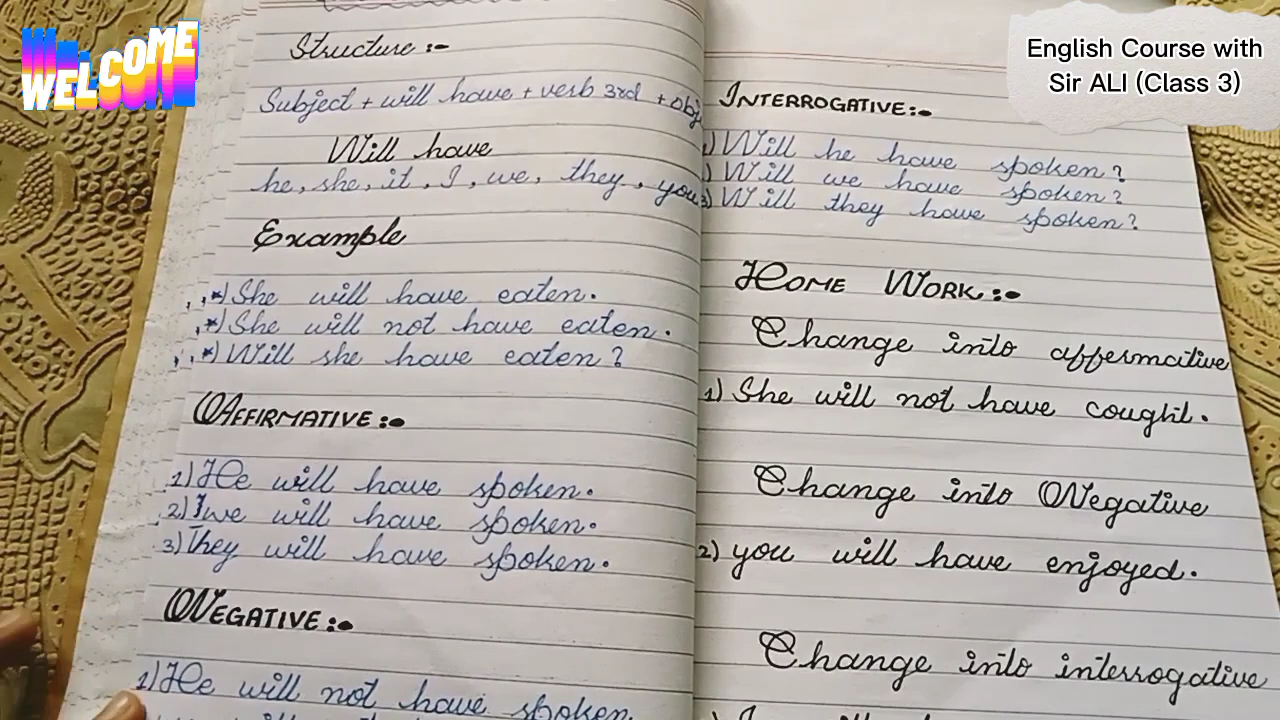 WELCOME
English Course with
Sir ALI (Class 3)
Structure :-
Subject + will have + verb 3rd + obj
Will have
he, she, it, I, we, they, you
Example
*) She will have eaten.
*) She will not have eaten.
*) Will she have eaten?
AFFIRMATIVE :-
1) He will have spoken.
2) we will have spoken.
3) They will have spoken.
NEGATIVE :-
1) He will not have spoken.
INTERROGATIVE :-
1) Will he have spoken?
2) Will we have spoken?
3) Will they have spoken?
HOME WORK :-
Change into affermative
1) She will not have cought.
Change into Negative
2) you will have enjoyed.
Change into interrogative